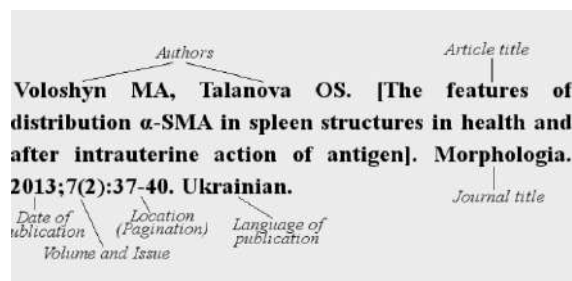 Authors
Article title
Voloshyn MA, Talanova OS. [The features of
distribution α-SMA in spleen structures in health and
after intrauterine action of antigen]. Morphologia.
2013;7(2):37-40. Ukrainian.
Journal title
Date of
ublication
Location
(Pagination)
Language of
publication
Volume and Issue